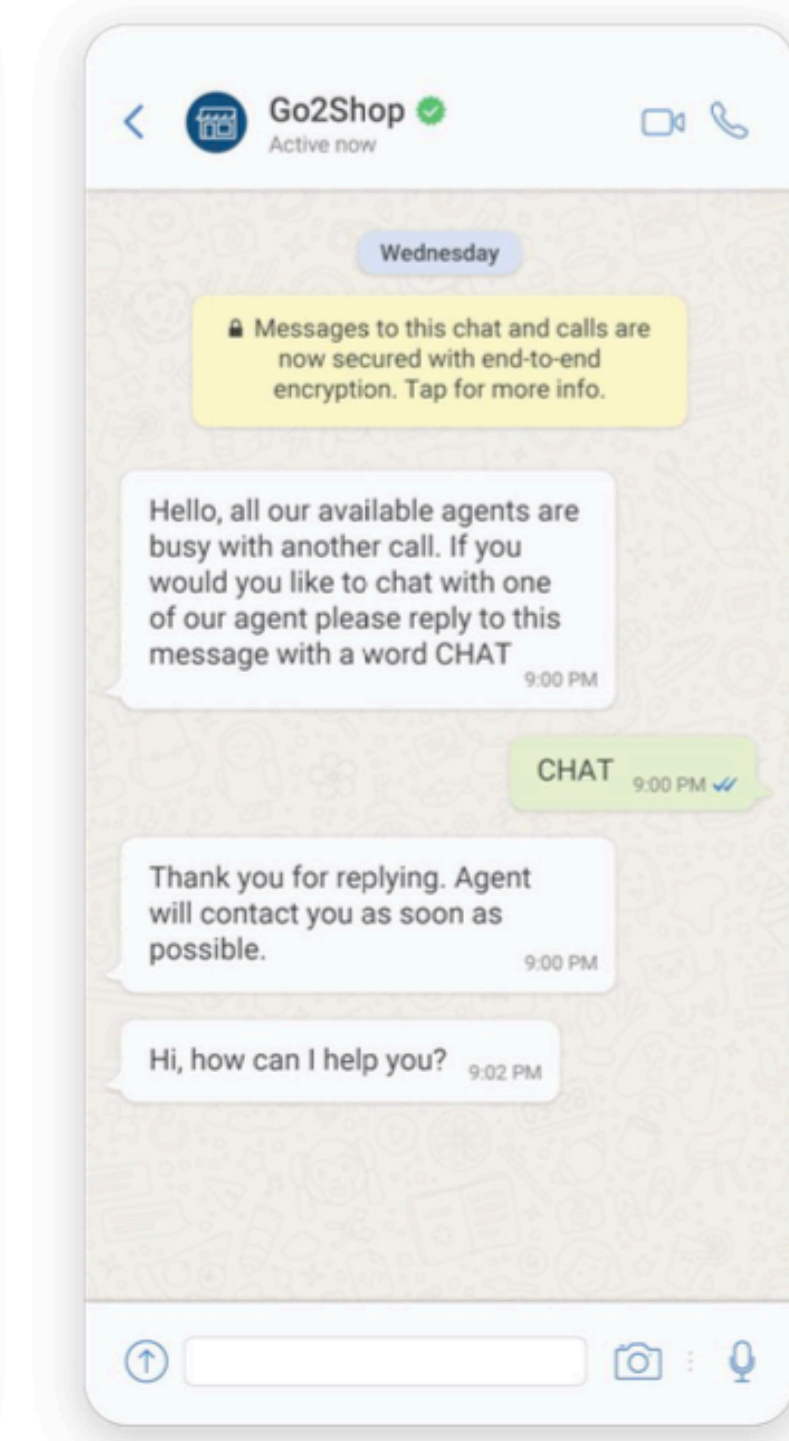 Go2Shop
Active now
Wednesday
Messages to this chat and calls are
now secured with end-to-end
encryption. Tap for more info.
Hello, all our available agents are
busy with another call. If you
would you like to chat with one
of our agent please reply to this
message with a word CHAT
9:00 PM
CHAT 9:00 PM
Thank you for replying. Agent
will contact you as soon as
possible.
9:00 PM
Hi, how can I help you? 9:02 PM